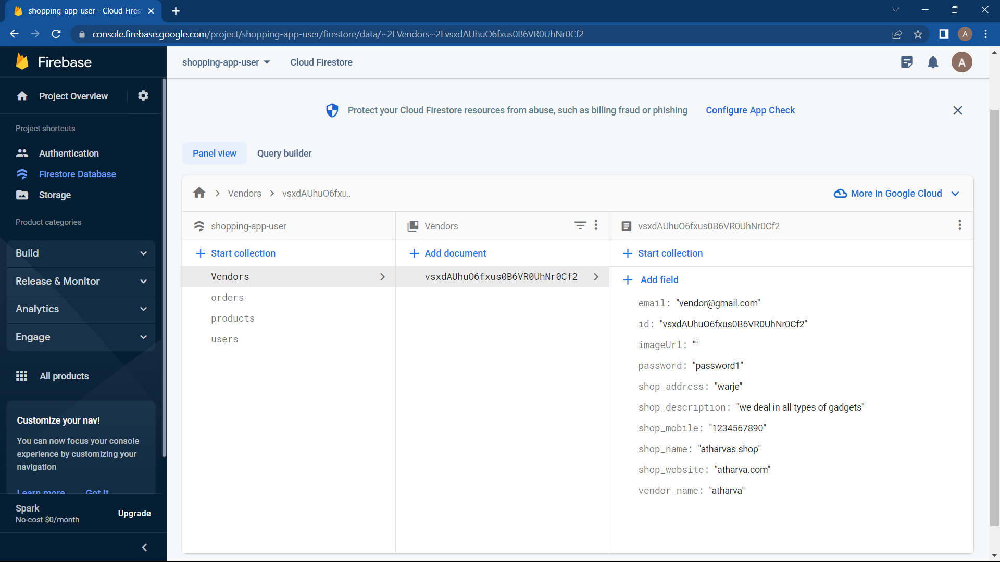 shopping-app-user - Cloud Fires
console.firebase.google.com/project/shopping-app-user/firestore/data/~2FVendors~2FvsxdAUhuO6fxus0B6VR0UhNr0Cf2
A
Firebase
shopping-app-user
Cloud Firestore
A
Project Overview
Protect your Cloud Firestore resources from abuse, such as billing fraud or phishing
Configure App Check
Project shortcuts
Authentication
Firestore Database
Storage
Product categories
Build
Release & Monitor
Analytics
Engage
All products
Customize your nav!
You can now focus your console
experience by customizing your
navigation
Learn more
Got it
Spark
No-cost $0/month
Upgrade
Panel view
Query builder
Vendors
vsxdAUhuO6fxu..
More in Google Cloud
shopping-app-user
Start collection
Vendors
orders
products
users
Vendors
Add document
vsxdAUhuO6fxus0B6VR0UhNr0Cf2
vsxdAUhuO6fxus0B6VR0UhNr0Cf2
Start collection
Add field
email: "vendor@gmail.com"
id: "vsxdAUhuO6fxus0B6VR0UhNr0Cf2"
imageUrl: ""
password: "password1"
shop_address: "warje"
shop_description: "we deal in all types of gadgets"
shop_mobile: "1234567890"
shop_name: "atharvas shop"
shop_website: "atharva.com"
vendor_name: "atharva"